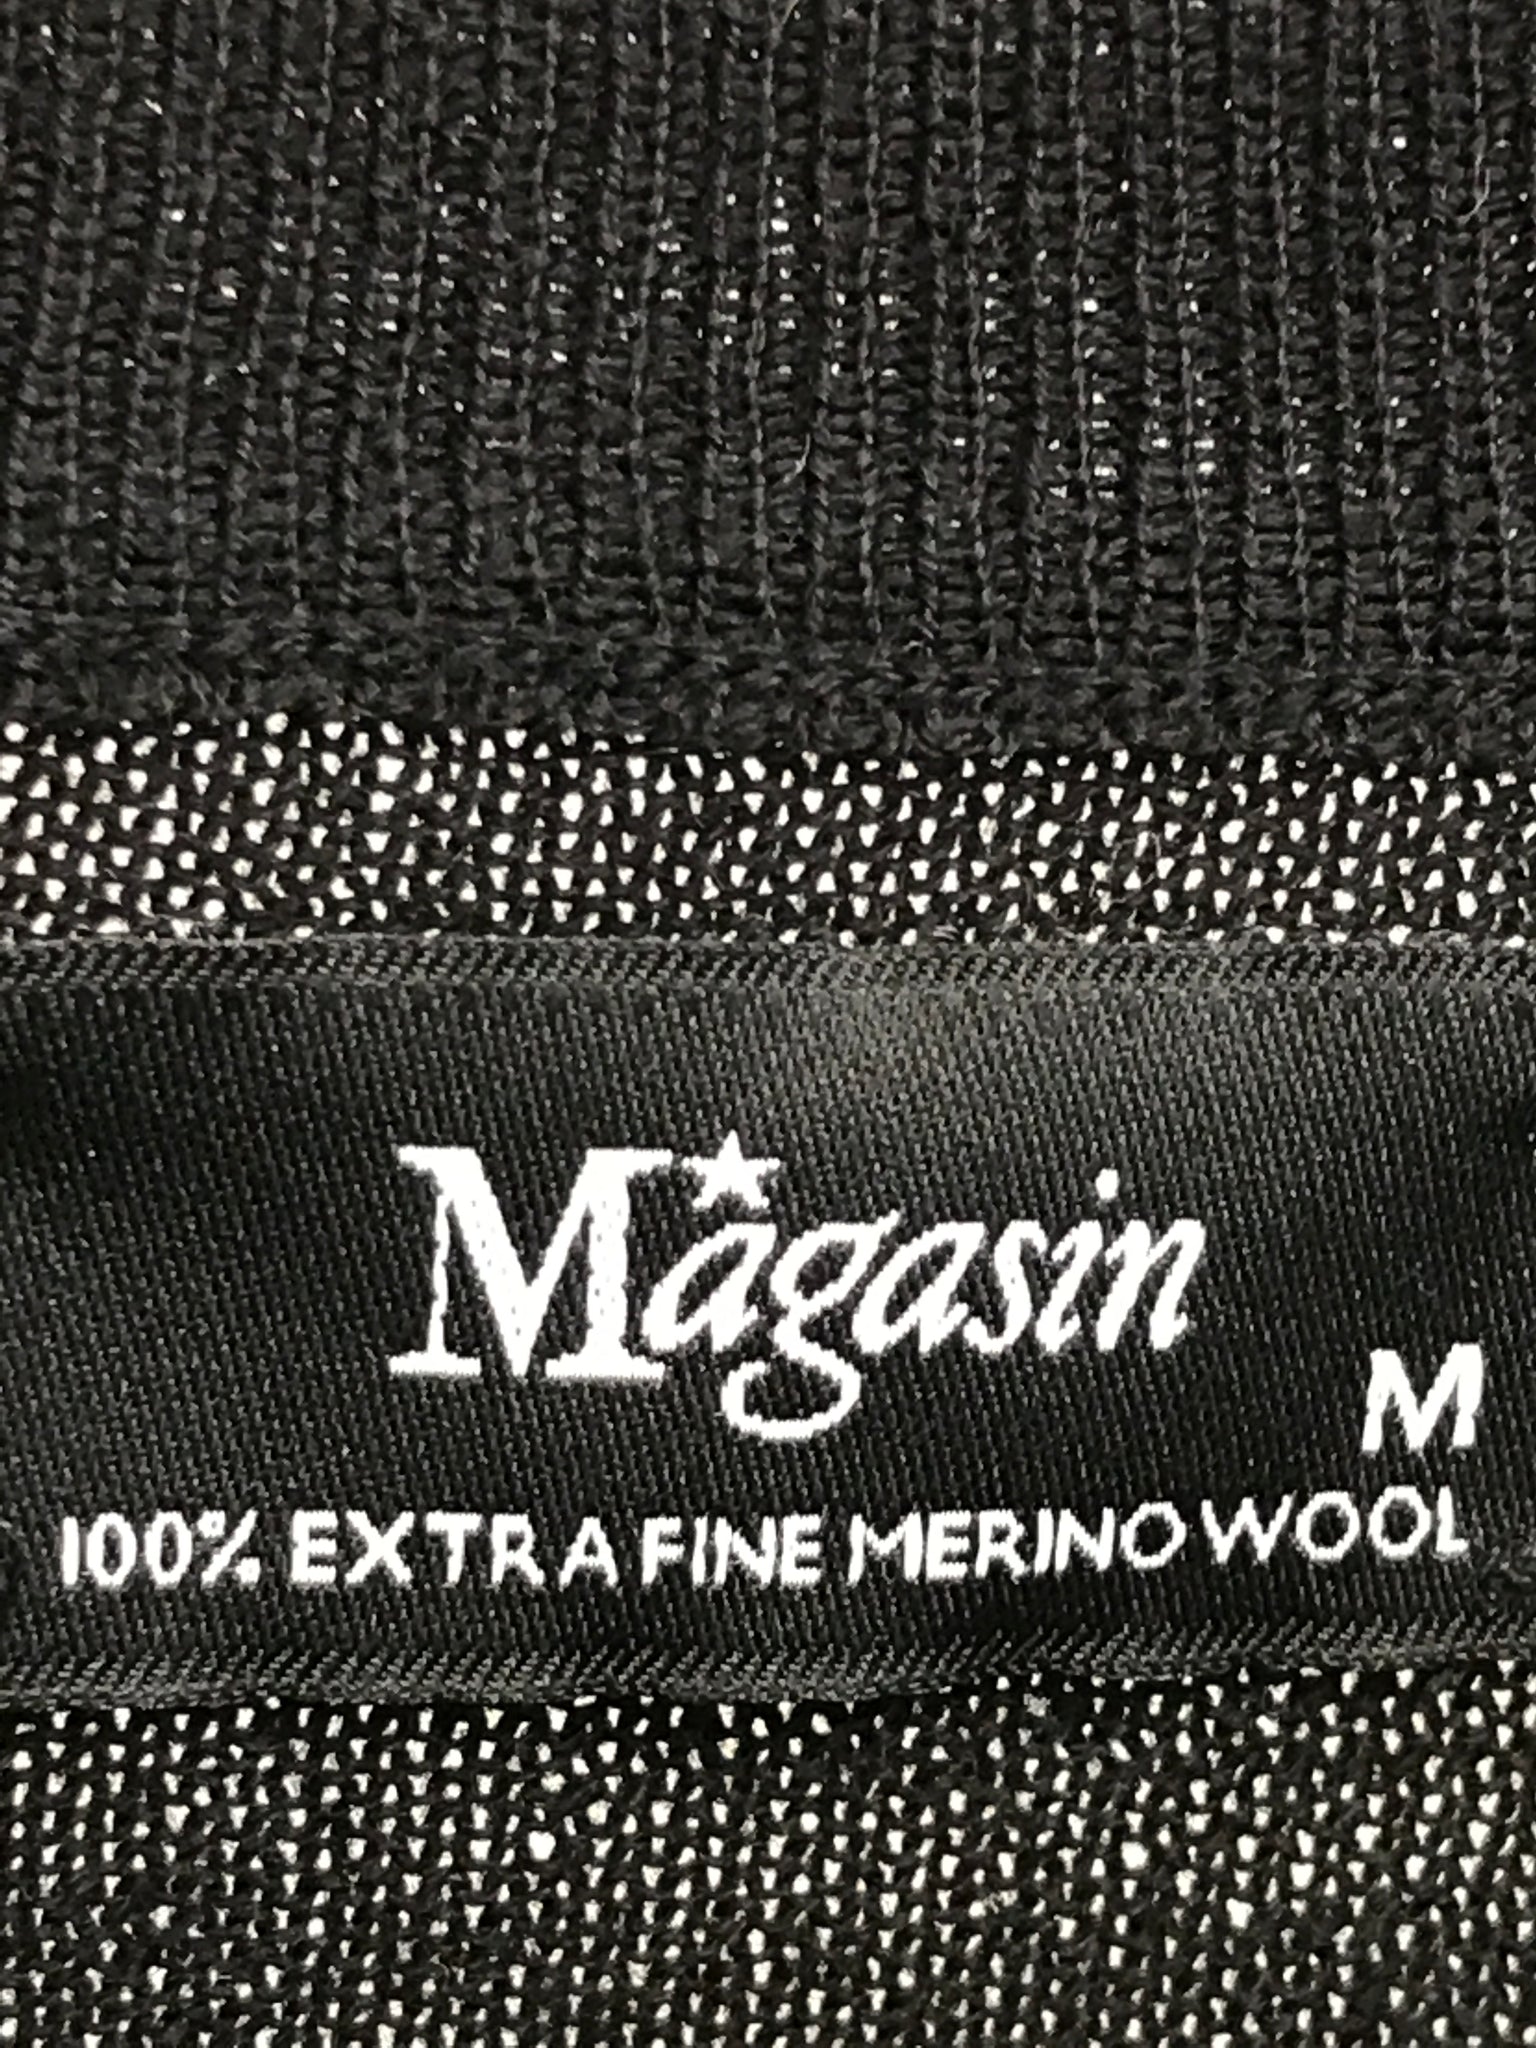 Magasin
M
100% EXTRA FINE MERINO WOOL